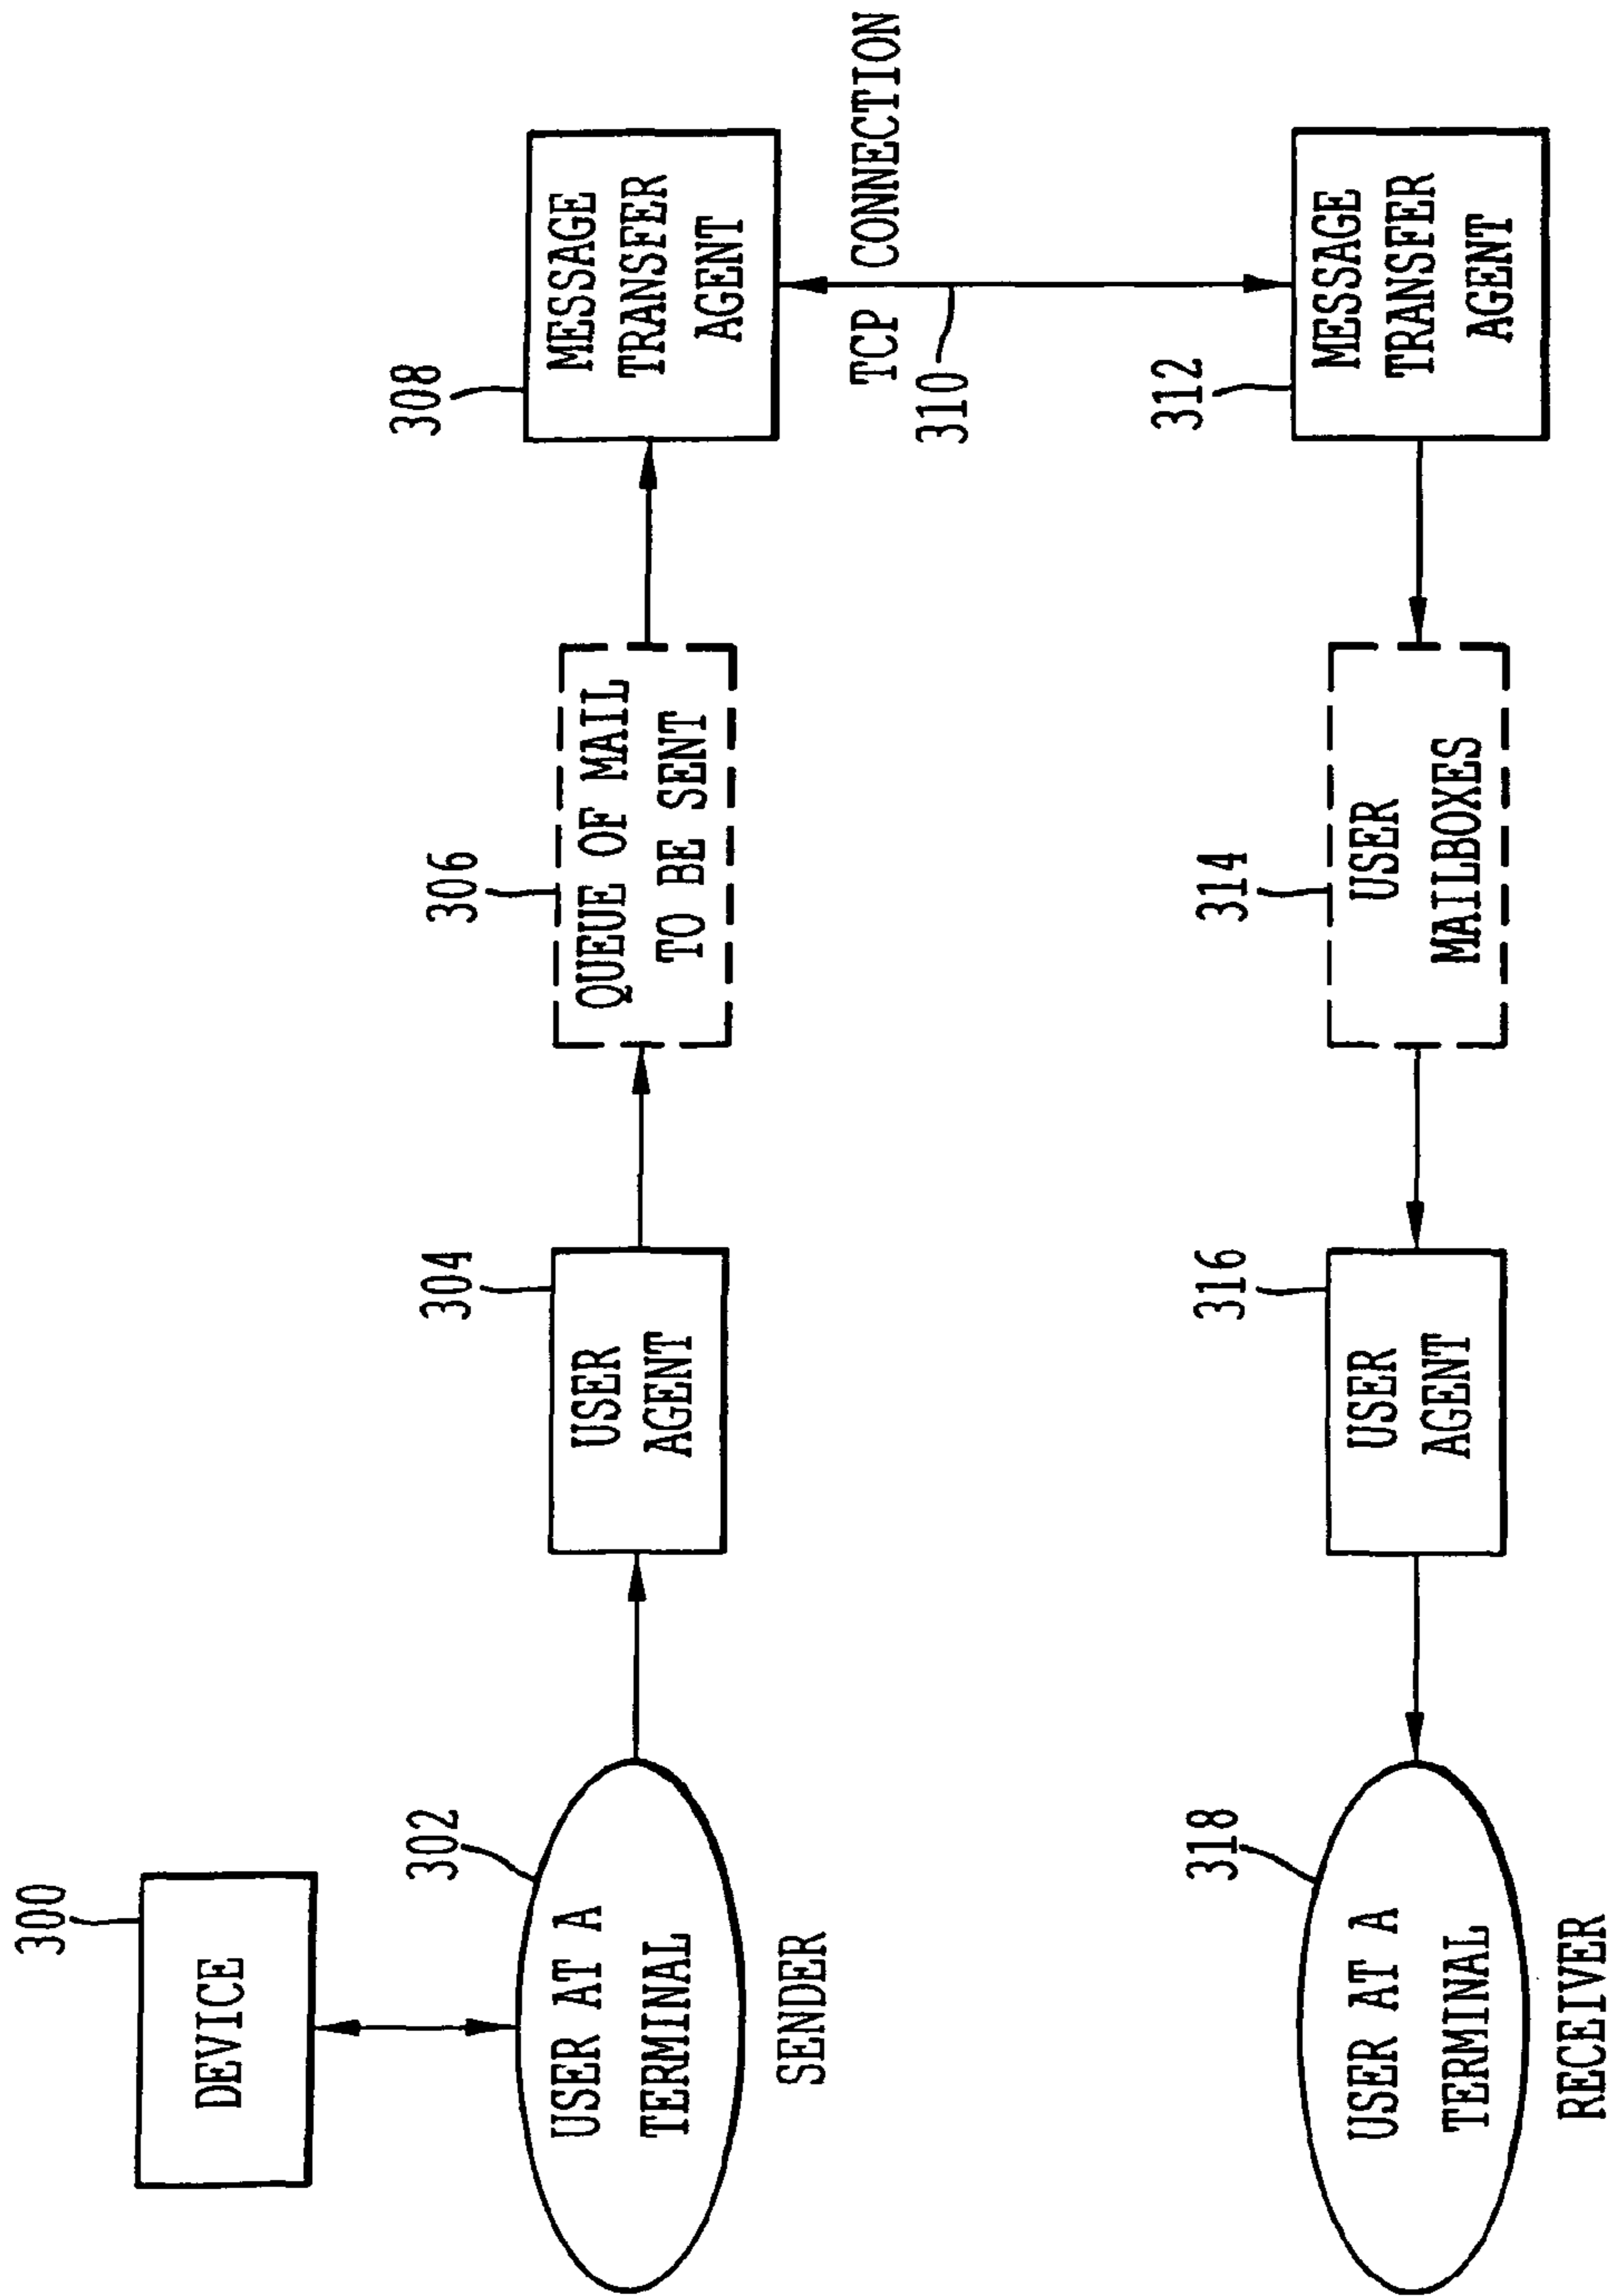 300
DEVICE
302
USER AT A
TERMINAL
SENDER
304
USER
AGENT
306
QUEUE OF MAIL
TO BE SENT
308
MESSAGE
TRANSFER
AGENT
TCP CONNECTION
310
312
MESSAGE
TRANSFER
AGENT
314
USER
MAILBOXES
316
USER
AGENT
318
USER AT A
TERMINAL
RECEIVER